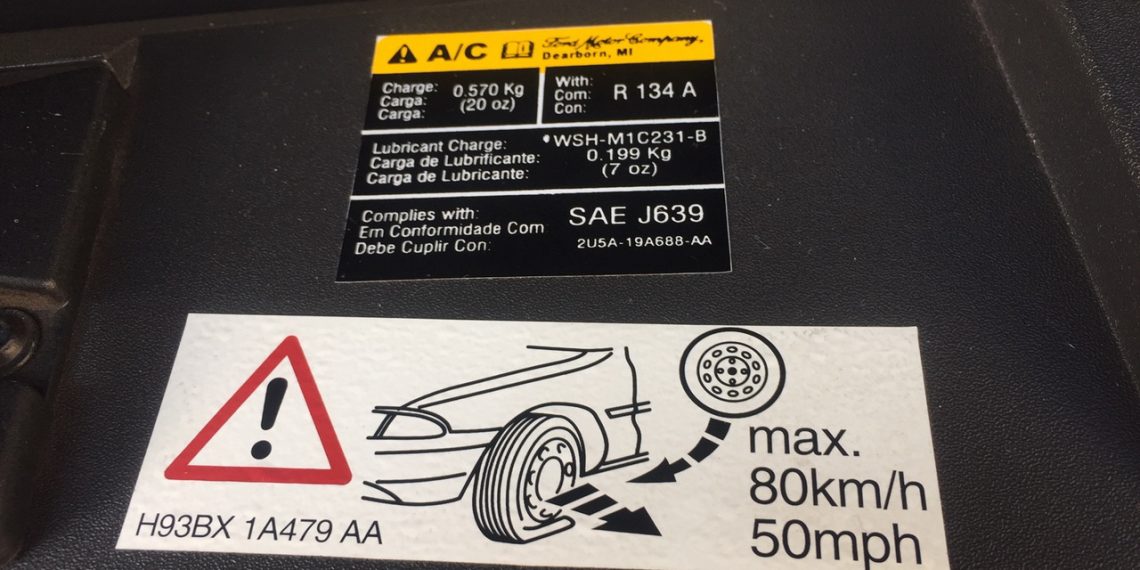 A/C Ford Motor Company,
Dearborn, MI
Charge:
Carga:
Carga:
0.570 Kg
(20 oz)
With:
Com:
Con:
R 134 A
Lubricant Charge:
Carga de Lubrificante:
Carga de Lubricante:
*WSH-M1C231-B
0.199 Kg
(7 oz)
Complies with:
Em Conformidade Com
Debe Cuplir Con:
SAE J639
2U5A-19A688-AA
H93BX 1A479 AA
max.
80km/h
50mph